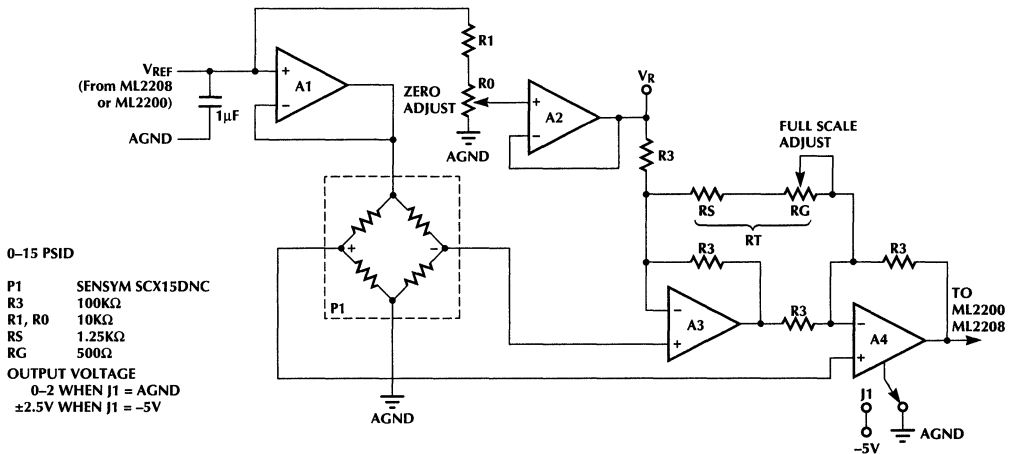 VREF
(From ML2208
or ML2200)
1µF
AGND
+
−
A1
R1
R0
ZERO
ADJUST
AGND
+
−
A2
VR
R3
FULL SCALE
ADJUST
RS
RG
RT
R3
R3
+
−
P1
AGND
−
+
A3
R3
−
+
A4
TO
ML2200
ML2208
J1
−5V
AGND
0–15 PSID
P1 SENSYM SCX15DNC
R3 100KΩ
R1, R0 10KΩ
RS 1.25KΩ
RG 500Ω
OUTPUT VOLTAGE
0–2 WHEN J1 = AGND
±2.5V WHEN J1 = –5V